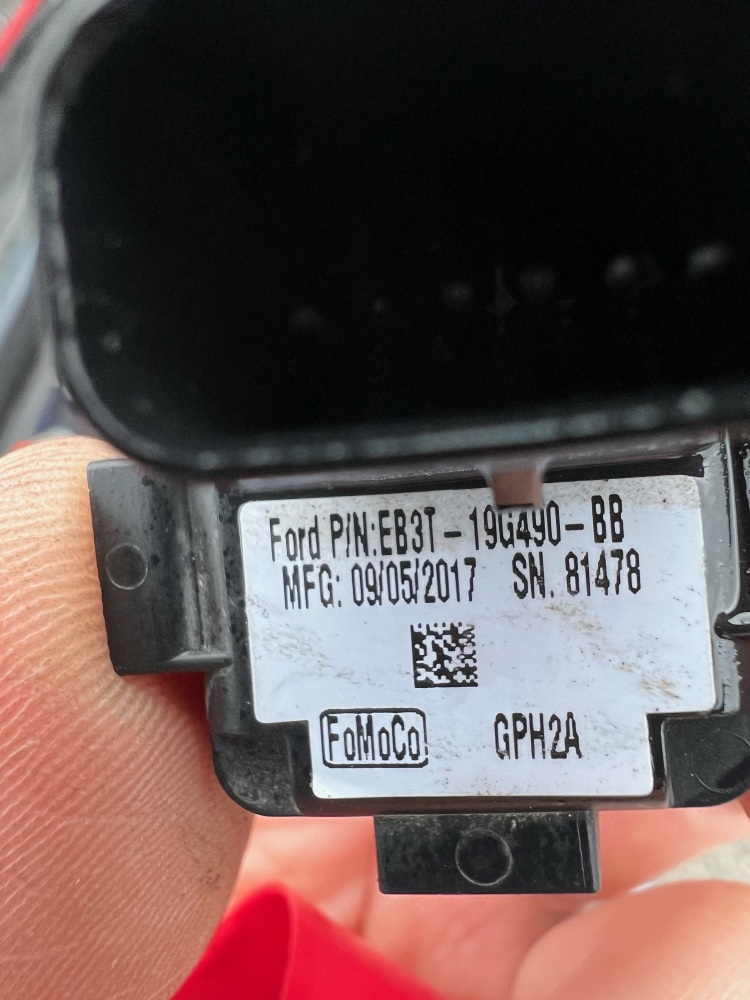 Ford P/N:EB3T-19G490-BB
MFG: 09/05/2017 SN. 81478
FoMoCo GPH2A